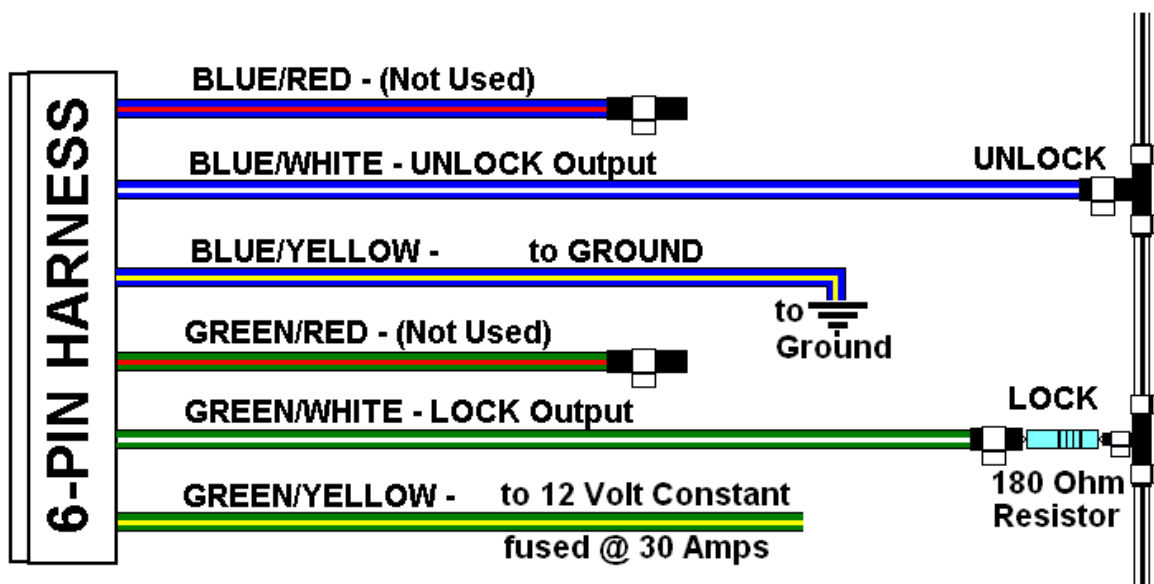 6-PIN HARNESS
BLUE/RED - (Not Used)
BLUE/WHITE - UNLOCK Output
UNLOCK
BLUE/YELLOW - to GROUND
to
Ground
GREEN/RED - (Not Used)
GREEN/WHITE - LOCK Output
LOCK
180 Ohm
Resistor
GREEN/YELLOW - to 12 Volt Constant
fused @ 30 Amps